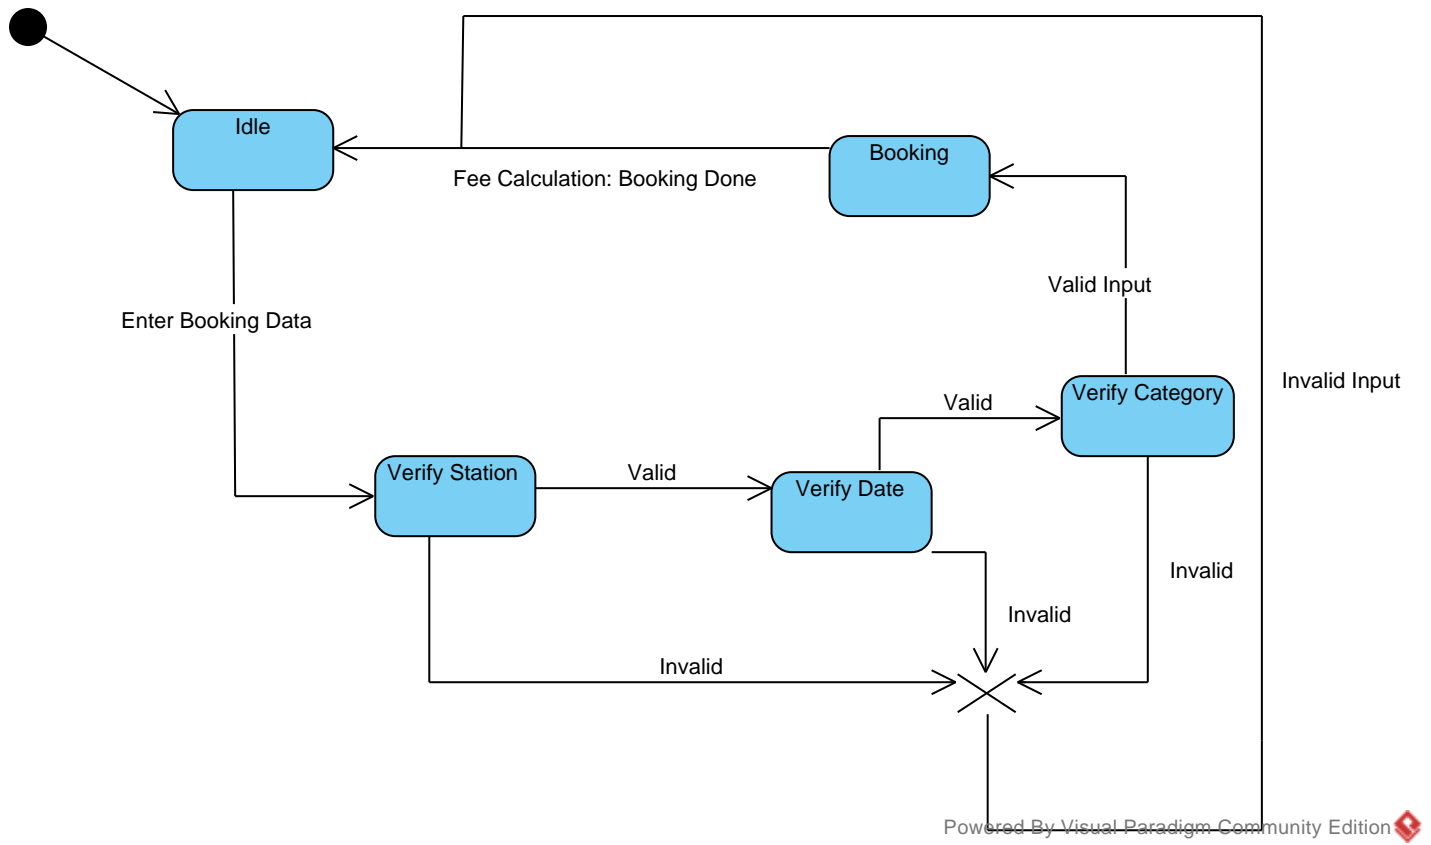 Idle
Booking
Fee Calculation: Booking Done
Valid Input
Enter Booking Data
Invalid Input
Verify Category
Valid
Verify Station
Valid
Verify Date
Invalid
Invalid
Invalid
Powered By Visual Paradigm Community Edition